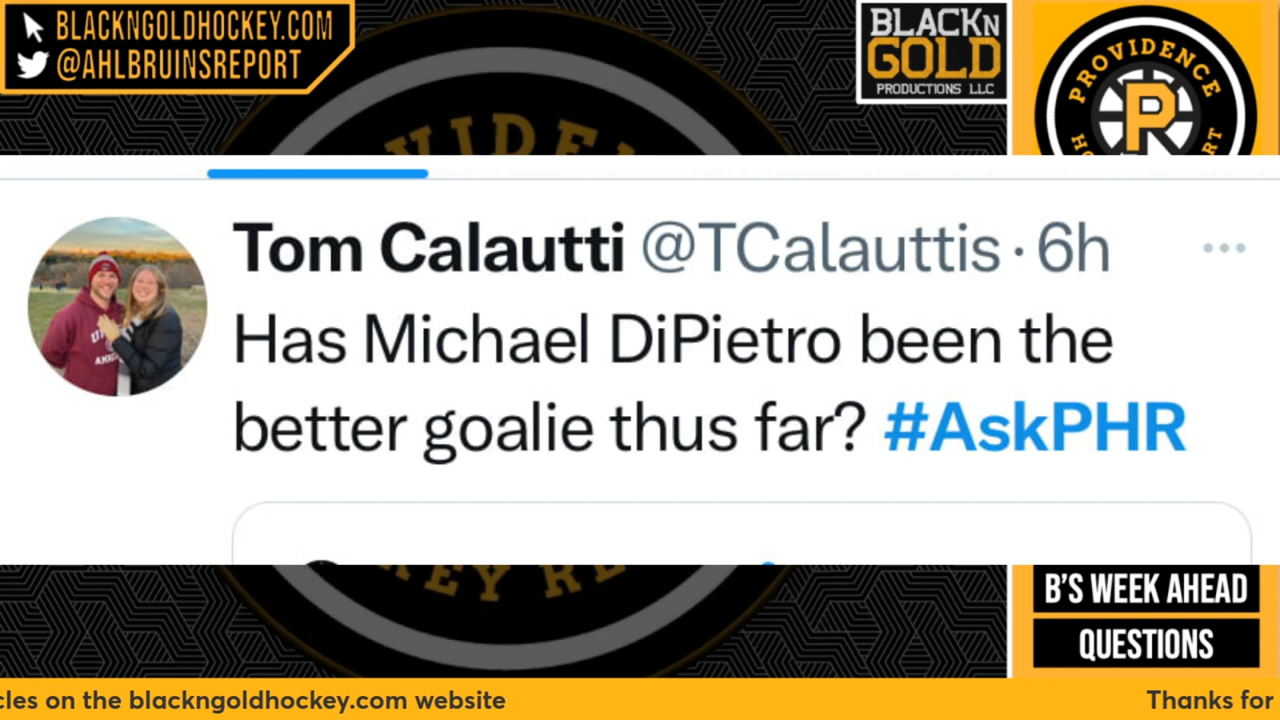 BLACKNGOLDHOCKEY.COM
@AHLBRUINSREPORT
BLACKN
GOLD
PRODUCTIONS LLC
PROVIDENCE
P
Tom Calautti @TCalauttis · 6h
Has Michael DiPietro been the
better goalie thus far? #AskPHR
B'S WEEK AHEAD
QUESTIONS
on the blackngoldhockey.com website
Thanks for